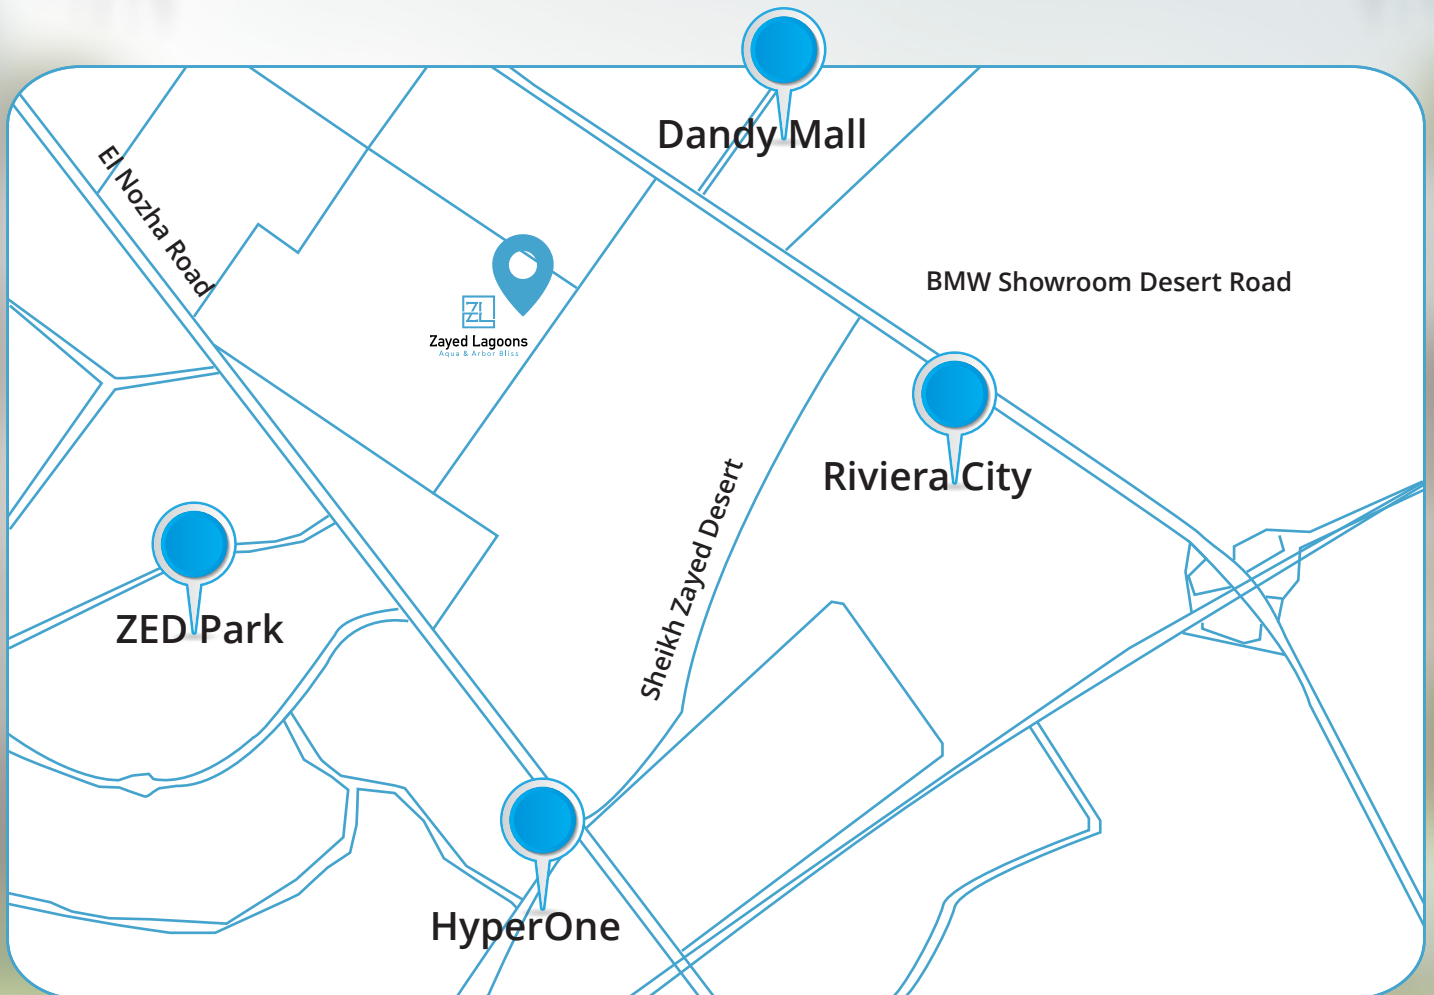 Dandy Mall
El Nozha Road
BMW Showroom Desert Road
ZL
Zayed Lagoons
Aqua & Arbor Bliss
Riviera City
Sheikh Zayed Desert
ZED Park
HyperOne